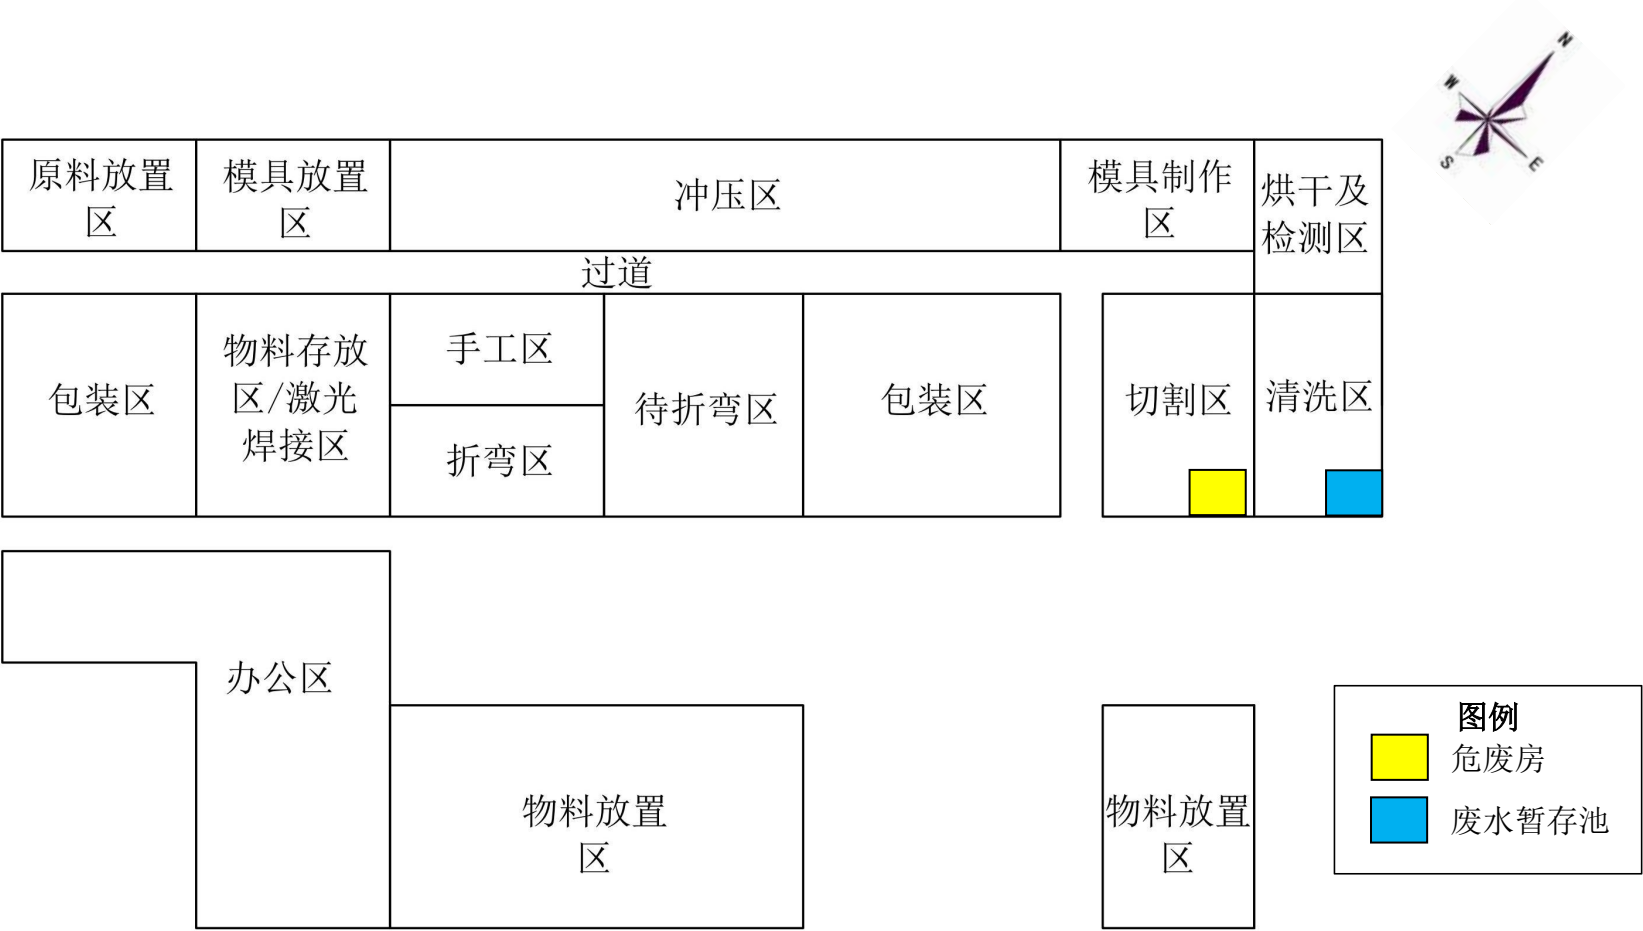 N
W
S
E
原料放置
区
模具放置
区
冲压区
模具制作
区
烘干及
检测区
过道
包装区
物料存放
区/激光
焊接区
手工区
折弯区
待折弯区
包装区
切割区
清洗区
办公区
物料放置
区
物料放置
区
图例
危废房
废水暂存池